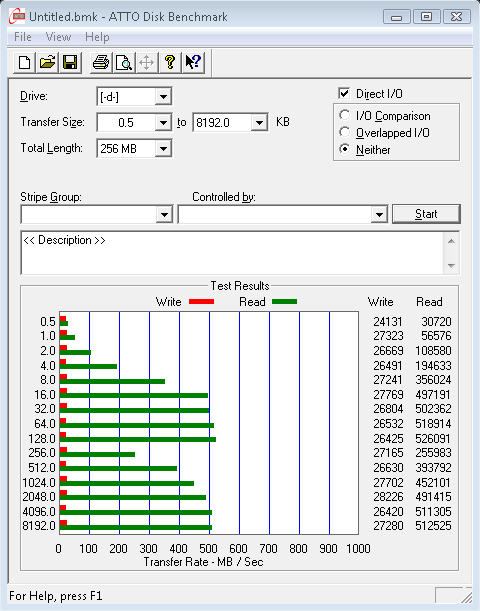 Untitled.bmk - ATTO Disk Benchmark
File View Help
Drive: [-d-] Direct I/O
Transfer Size: 0.5 to 8192.0 KB I/O Comparison
Overlapped I/O
Total Length: 256 MB Neither
Stripe Group: Controlled by:
Start
<< Description >>
Test Results
Write Read Write Read
0.5 24131 30720
1.0 27323 56576
2.0 26669 108580
4.0 26491 194633
8.0 27241 356024
16.0 27769 497191
32.0 26804 502362
64.0 26532 518914
128.0 26425 526091
256.0 27165 255983
512.0 26630 393792
1024.0 27702 452101
2048.0 28226 491415
4096.0 26420 511305
8192.0 27280 512525
0 100 200 300 400 500 600 700 800 900 1000
Transfer Rate - MB / Sec
For Help, press F1